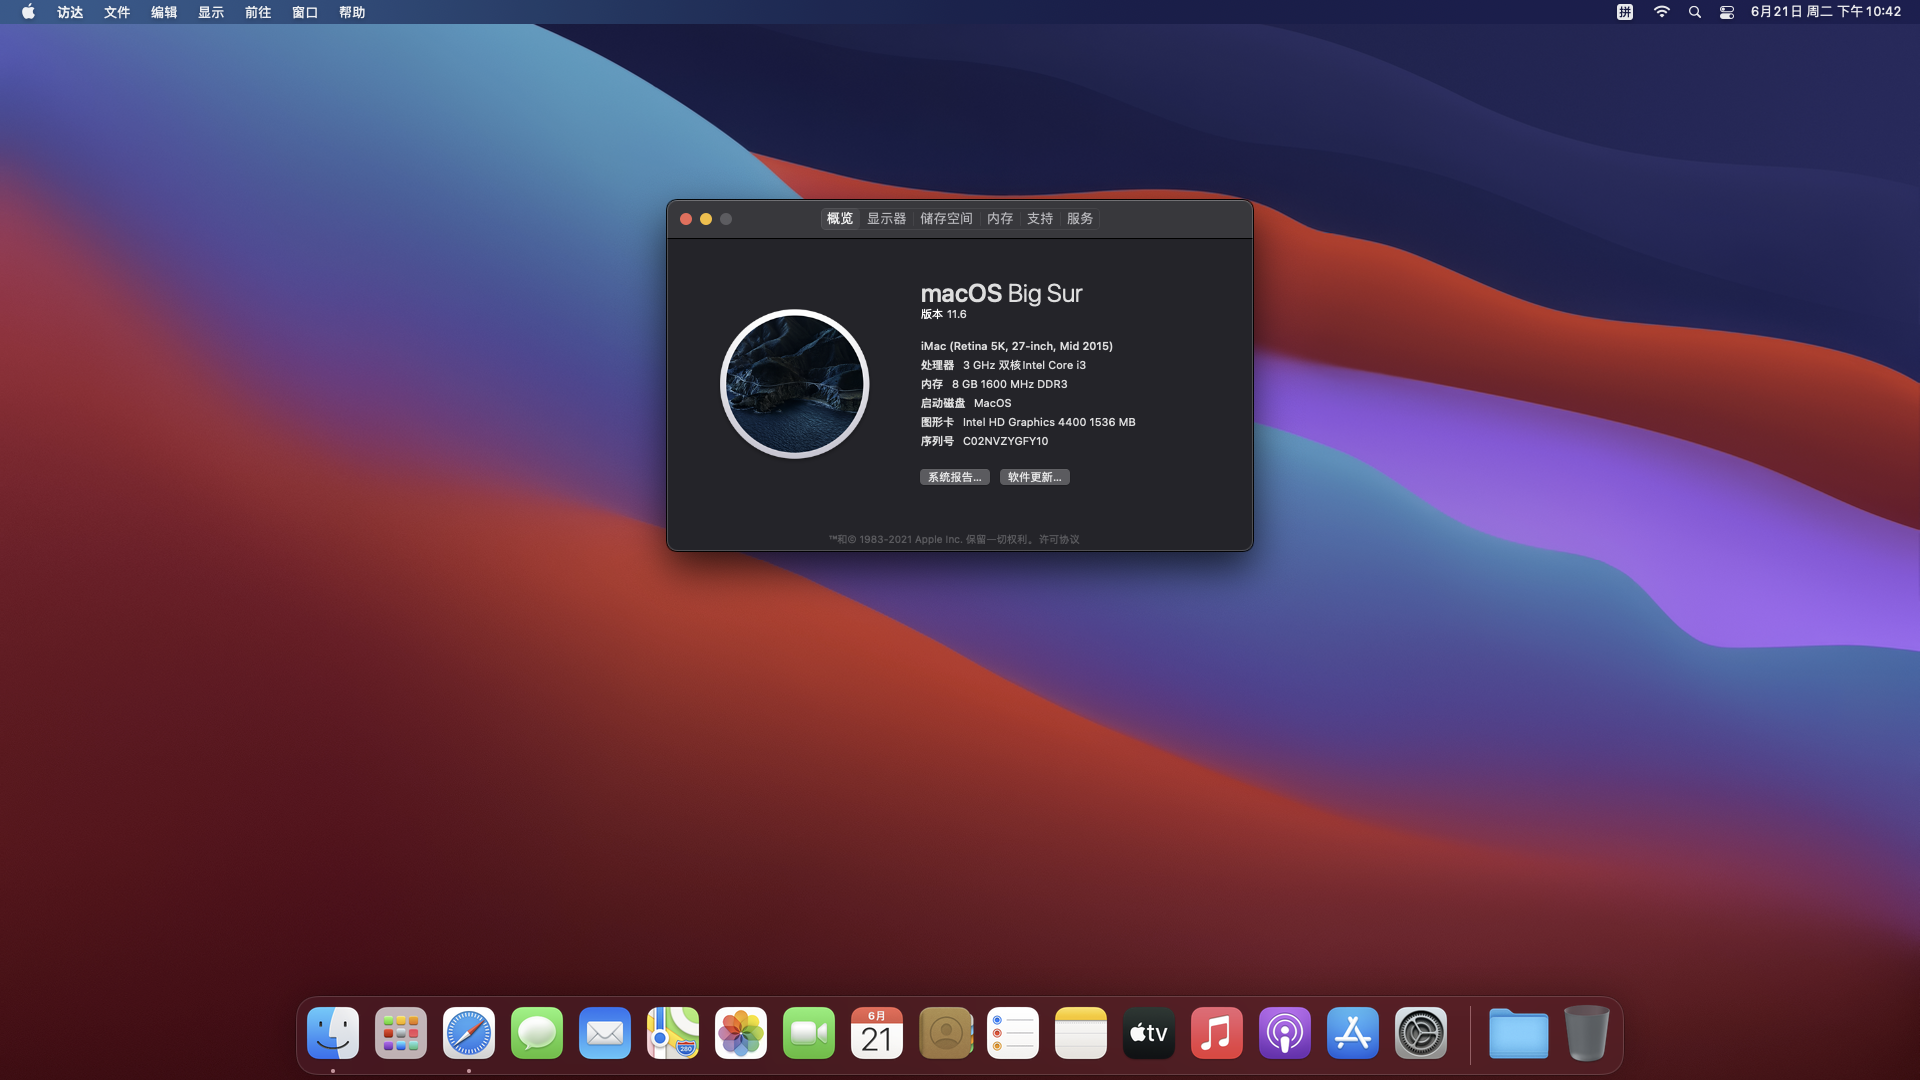 访达 文件 编辑 显示 前往 窗口 帮助
拼 6月21日 周二 下午10:42
概览 显示器 储存空间 内存 支持 服务
macOS Big Sur
版本 11.6
iMac (Retina 5K, 27-inch, Mid 2015)
处理器 3 GHz 双核Intel Core i3
内存 8 GB 1600 MHz DDR3
启动磁盘 MacOS
图形卡 Intel HD Graphics 4400 1536 MB
序列号 C02NVZYGFY10
系统报告... 软件更新...
™和© 1983-2021 Apple Inc. 保留一切权利。许可协议
6月
21
280
tv